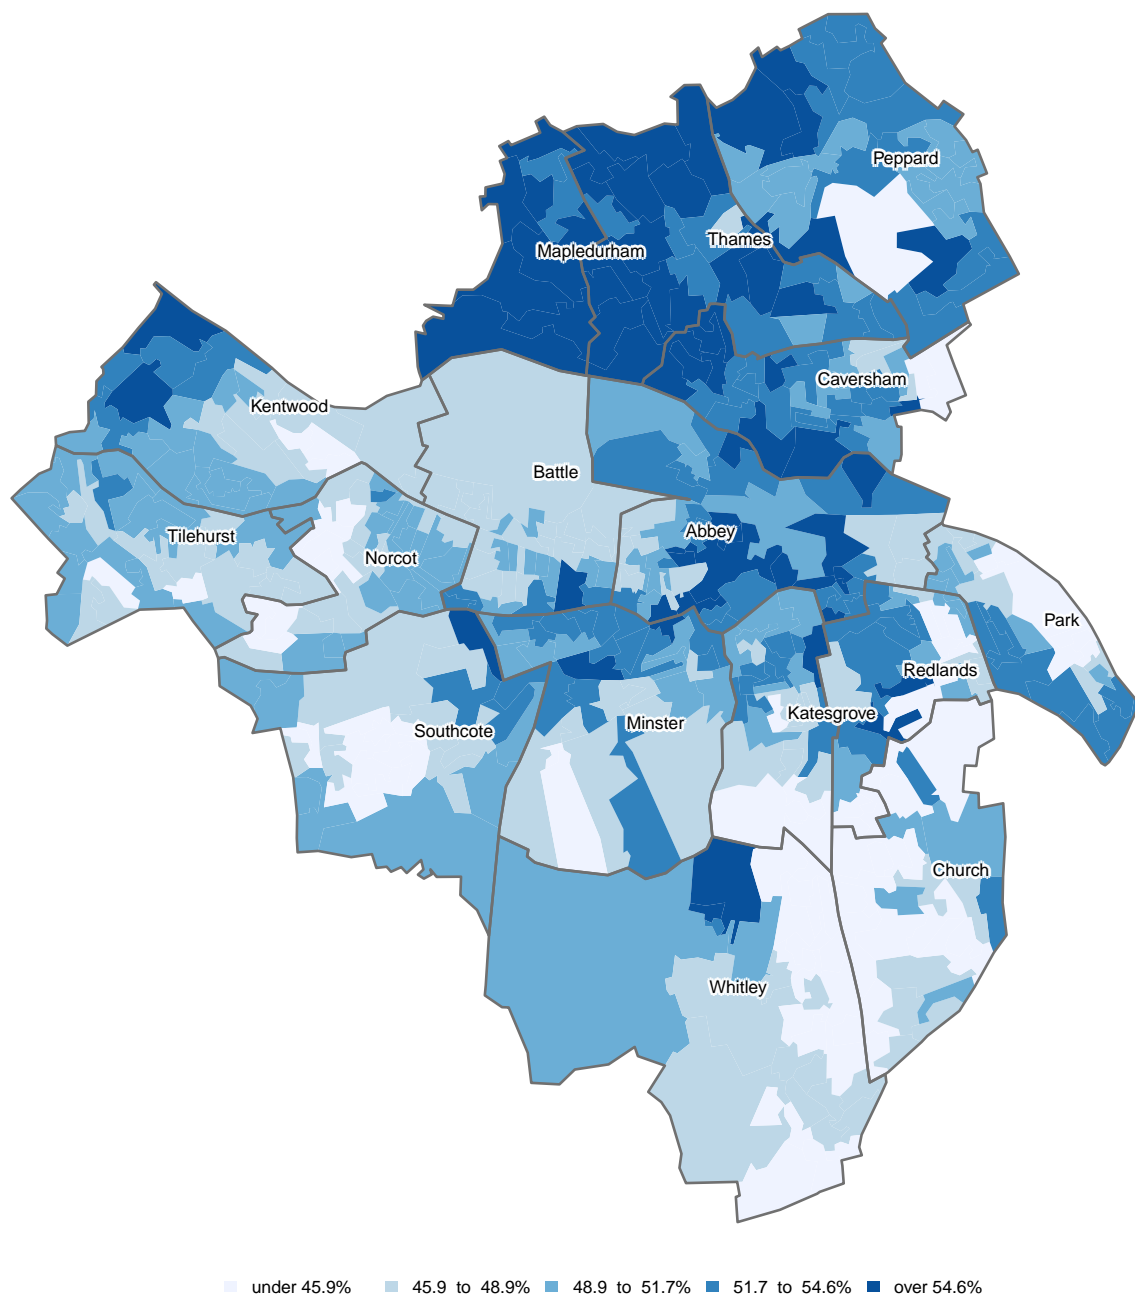 Peppard
Thames
Mapledurham
Caversham
Kentwood
Battle
Abbey
Tilehurst
Norcot
Park
Redlands
Katesgrove
Minster
Southcote
Church
Whitley
under 45.9% 45.9 to 48.9% 48.9 to 51.7% 51.7 to 54.6% over 54.6%